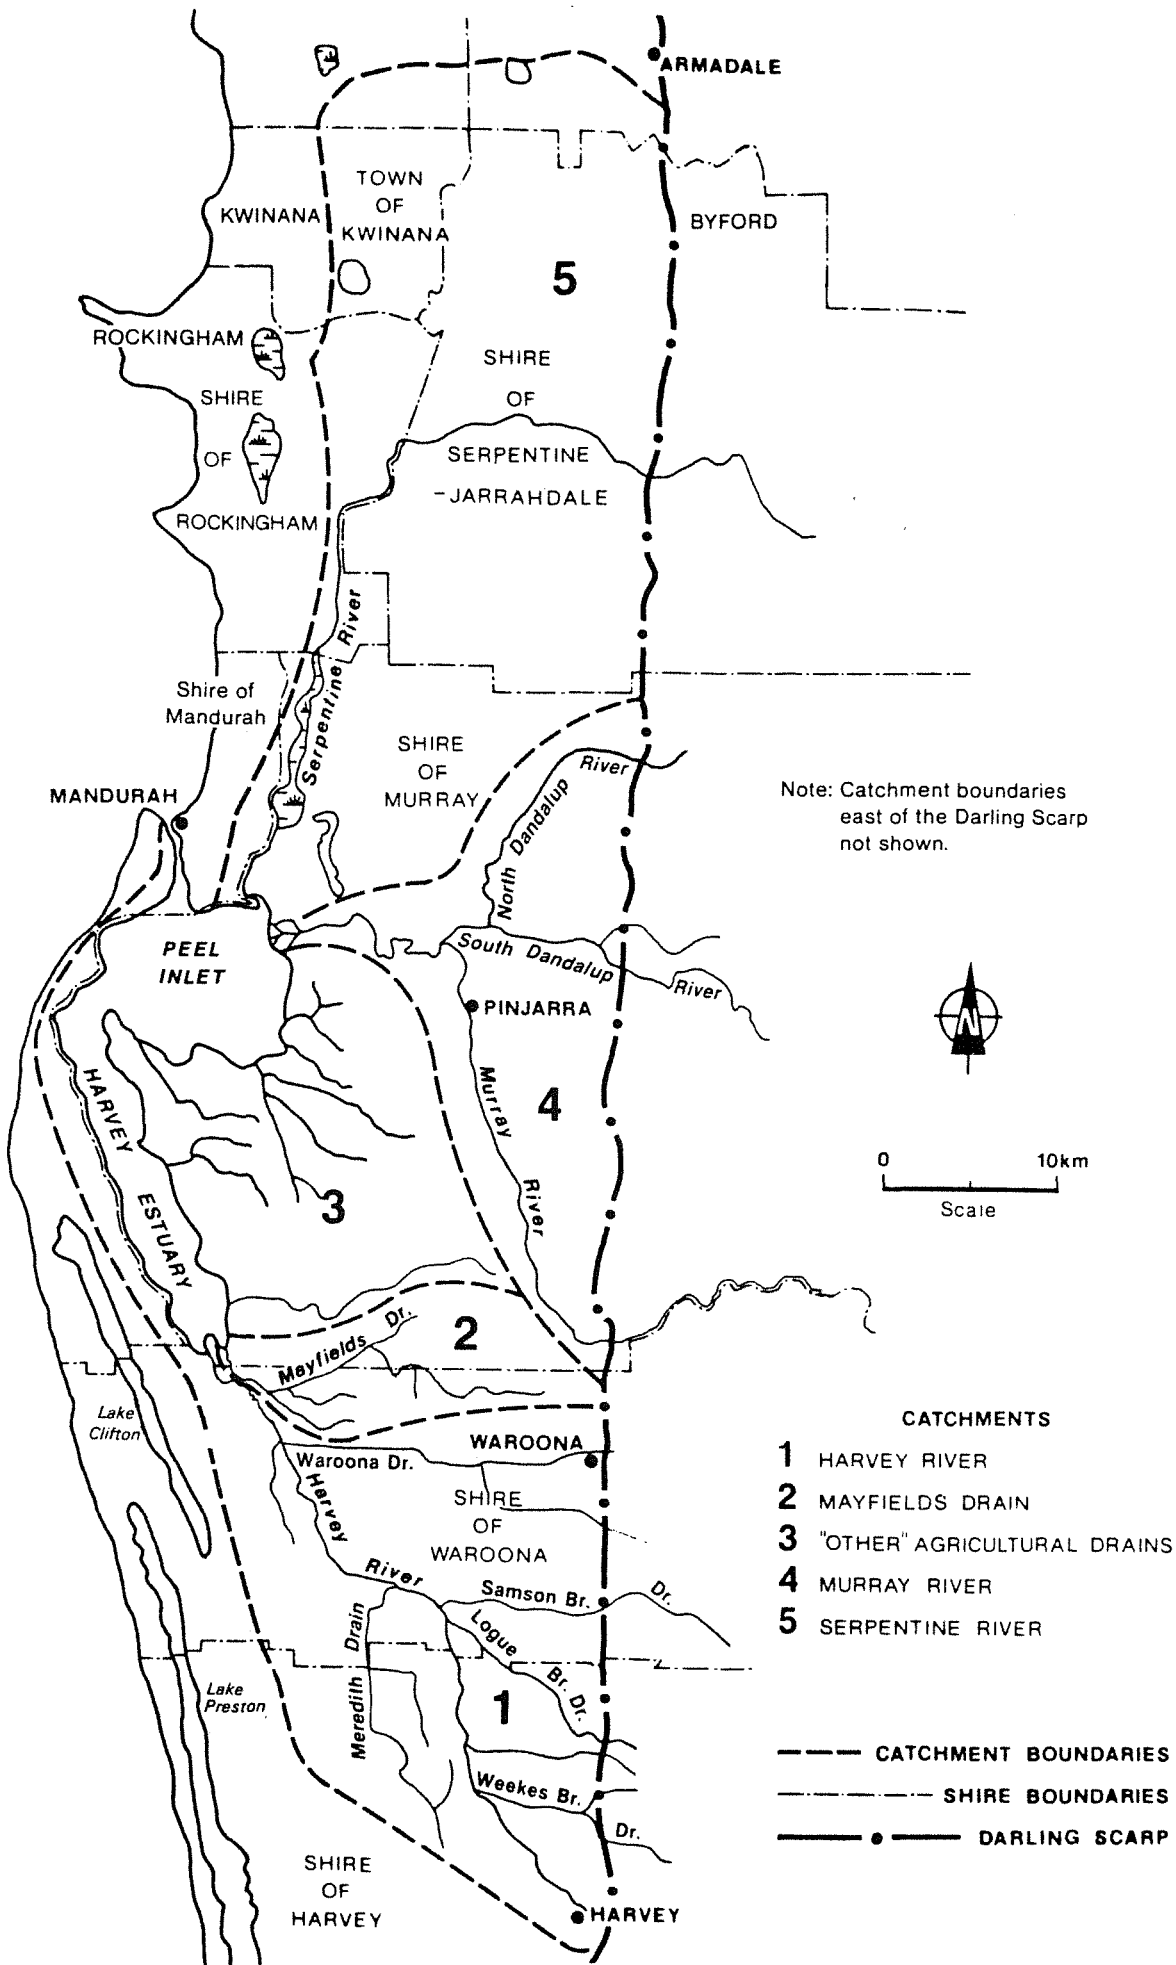 ARMADALE
TOWN
OF
KWINANA
KWINANA
BYFORD
5
ROCKINGHAM
SHIRE
OF
ROCKINGHAM
SHIRE
OF
SERPENTINE
-JARRAHDALE
Serpentine River
Shire of
Mandurah
SHIRE
OF
MURRAY
MANDURAH
North Dandalup River
Note: Catchment boundaries
east of the Darling Scarp
not shown.
PEEL
INLET
South Dandalup River
PINJARRA
N
HARVEY ESTUARY
Murray River
4
3
0 10km
Scale
2
Mayfields Dr.
Lake
Clifton
WAROONA
Waroona Dr.
Harvey River
SHIRE
OF
WAROONA
Samson Br. Dr.
Logue Br. Dr.
Meredith Drain
Lake
Preston
1
Weekes Br. Dr.
SHIRE
OF
HARVEY
HARVEY
CATCHMENTS
1 HARVEY RIVER
2 MAYFIELDS DRAIN
3 "OTHER" AGRICULTURAL DRAINS
4 MURRAY RIVER
5 SERPENTINE RIVER
CATCHMENT BOUNDARIES
SHIRE BOUNDARIES
DARLING SCARP